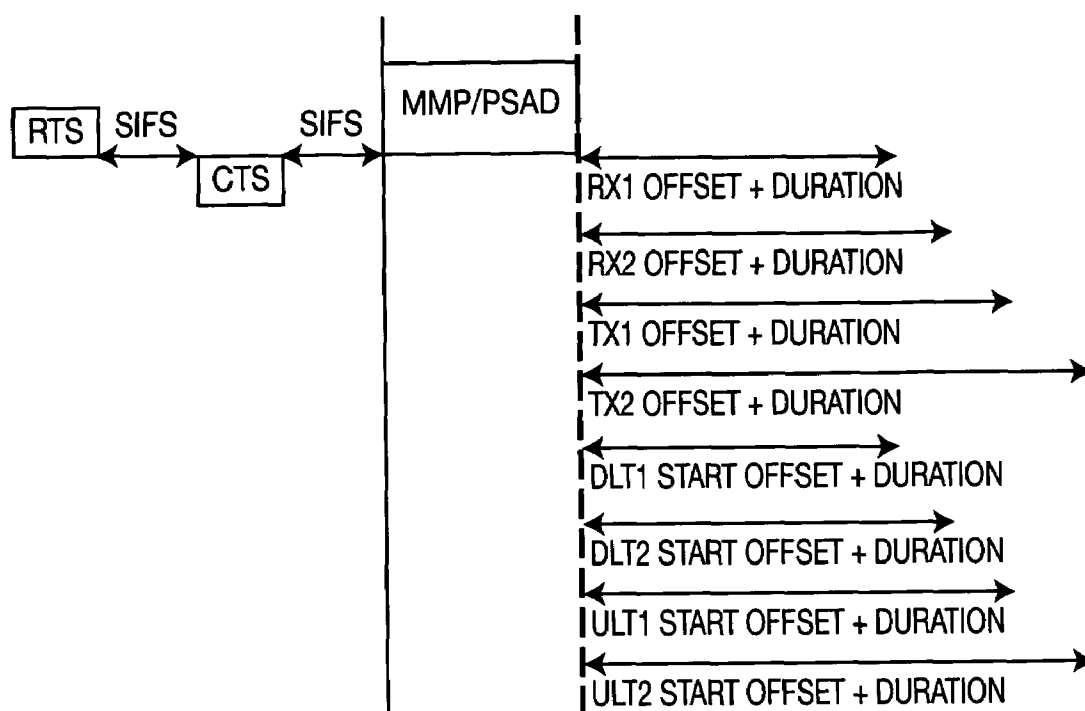 MMP/PSAD
RTS
SIFS
SIFS
CTS
RX1 OFFSET + DURATION
RX2 OFFSET + DURATION
TX1 OFFSET + DURATION
TX2 OFFSET + DURATION
DLT1 START OFFSET + DURATION
DLT2 START OFFSET + DURATION
ULT1 START OFFSET + DURATION
ULT2 START OFFSET + DURATION